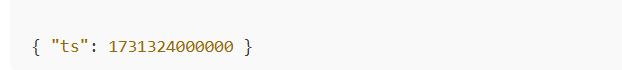 { "ts": 1731324000000 }